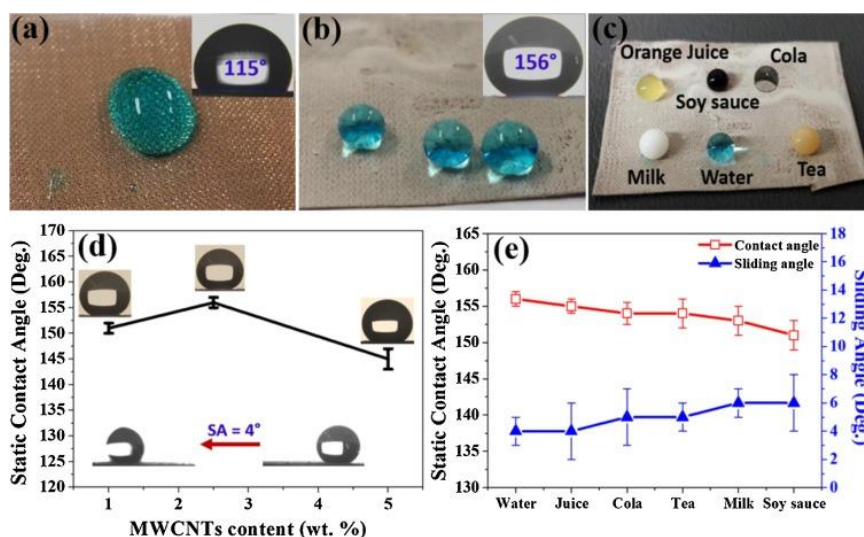 (a)
115°
(b)
156°
(c)
Orange Juice
Cola
Soy sauce
Milk
Water
Tea
(d)
Static Contact Angle (Deg.)
170
165
160
155
150
145
140
135
130
125
120
SA = 4°
1
2
3
4
5
MWCNTs content (wt. %)
(e)
Static Contact Angle (Deg.)
165
160
155
150
145
140
135
130
Contact angle
Sliding angle
18
16
14
12
10
8
6
4
2
0
Sliding Angle (Deg.)
Water
Juice
Cola
Tea
Milk
Soy sauce